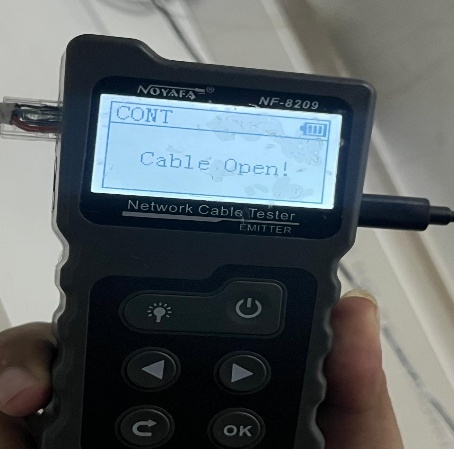 NOYAFA®
NF-8209
CONT
Cable Open!
Network Cable Tester
EMITTER
OK